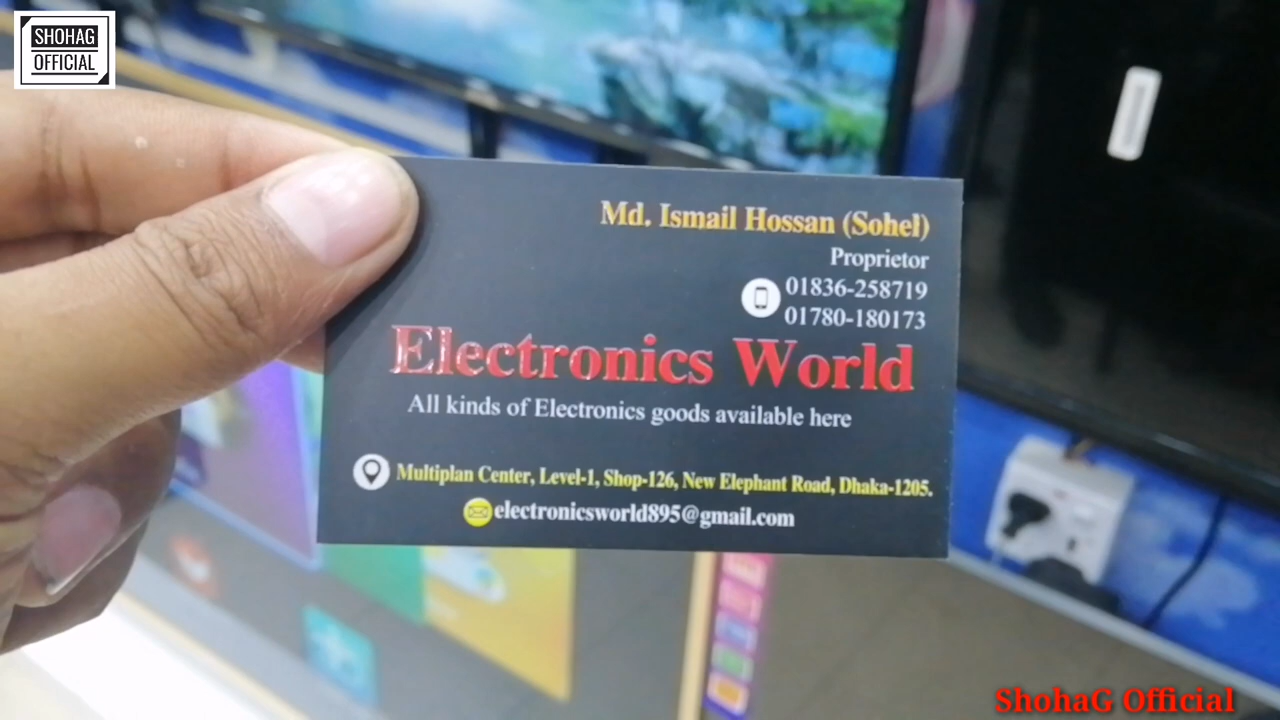 SHOHAG
OFFICIAL
Md. Ismail Hossan (Sohel)
Proprietor
01836-258719
01780-180173
Electronics World
All kinds of Electronics goods available here
Multiplan Center, Level-1, Shop-126, New Elephant Road, Dhaka-1205.
electronicsworld895@gmail.com
ShohaG Official